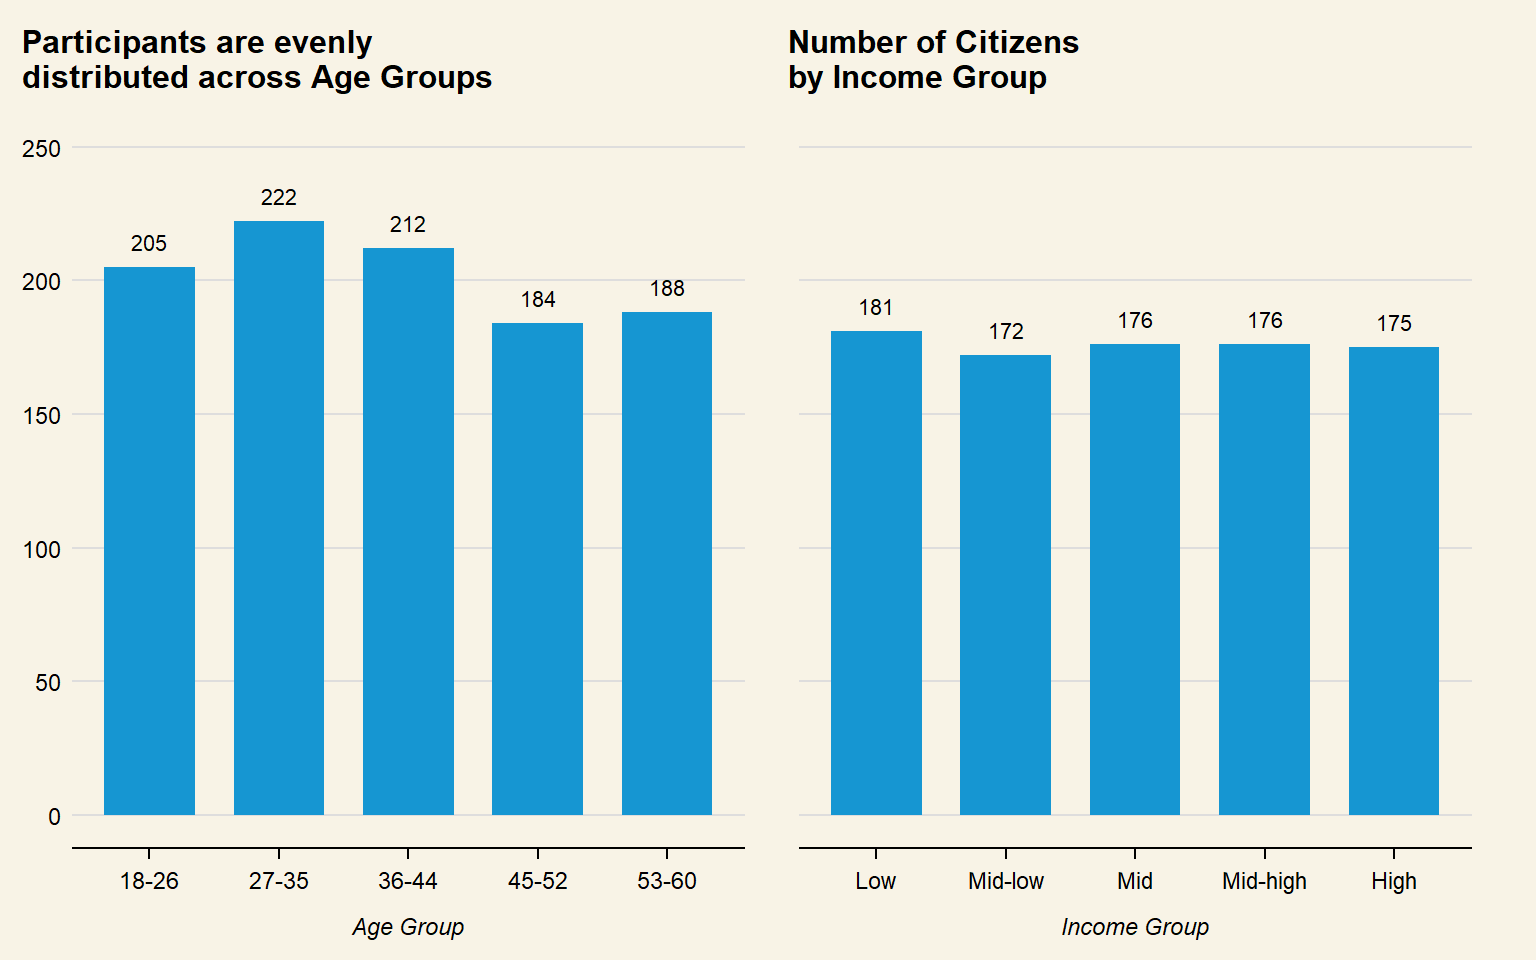 Participants are evenly
distributed across Age Groups
250
200
150
100
50
0
205
222
212
184
188
18-26
27-35
36-44
45-52
53-60
Age Group
Number of Citizens
by Income Group
181
172
176
176
175
Low
Mid-low
Mid
Mid-high
High
Income Group